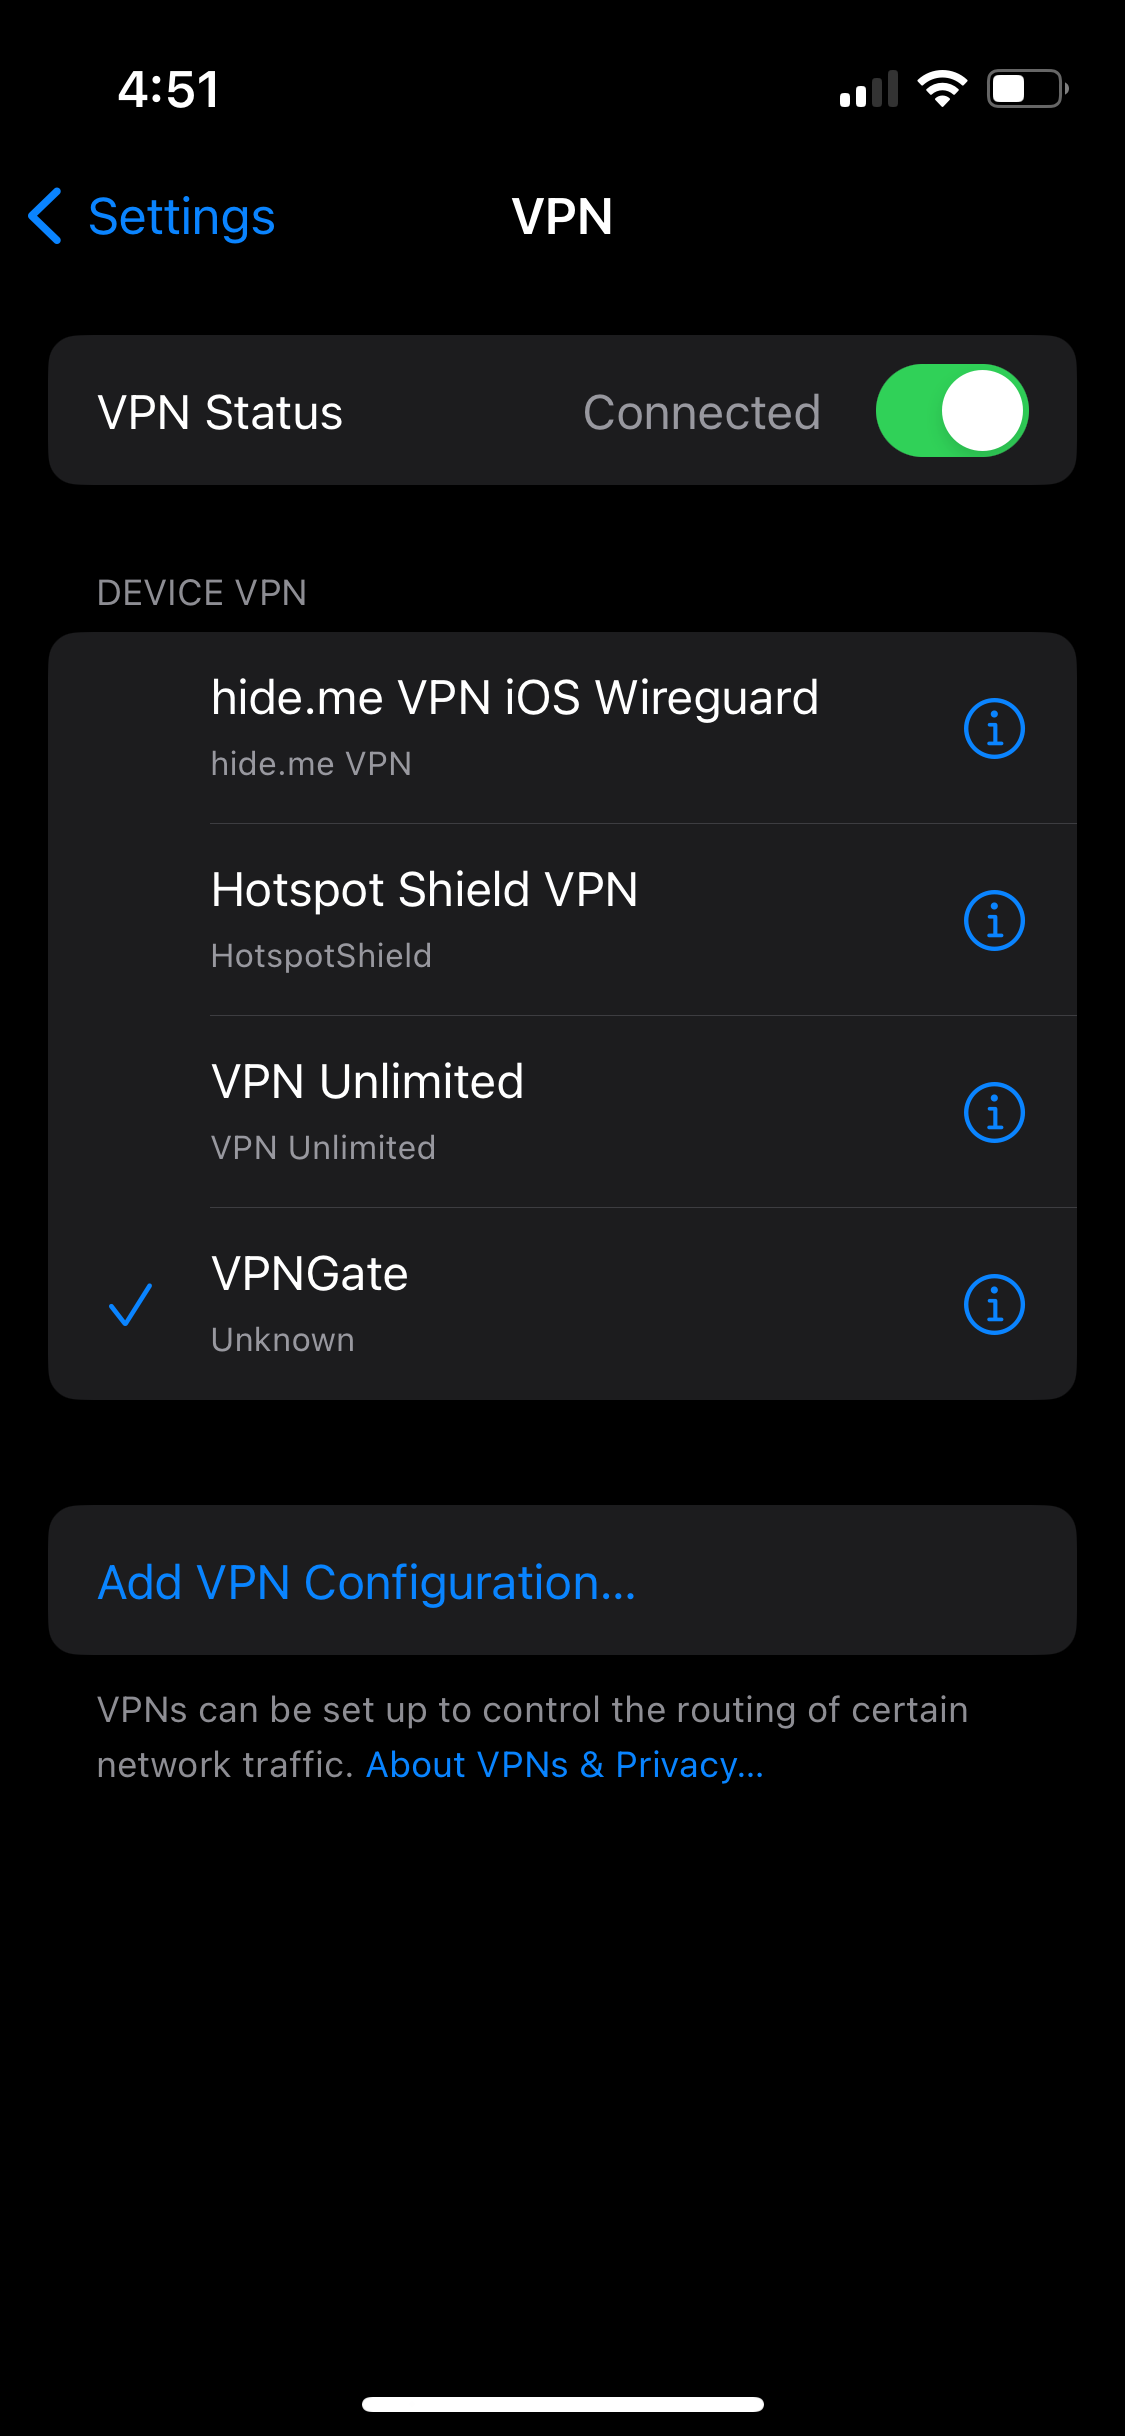 4:51
Settings
VPN
VPN Status
Connected
DEVICE VPN
hide.me VPN iOS Wireguard
hide.me VPN
Hotspot Shield VPN
HotspotShield
VPN Unlimited
VPN Unlimited
VPNGate
Unknown
Add VPN Configuration...
VPNs can be set up to control the routing of certain
network traffic. About VPNs & Privacy...